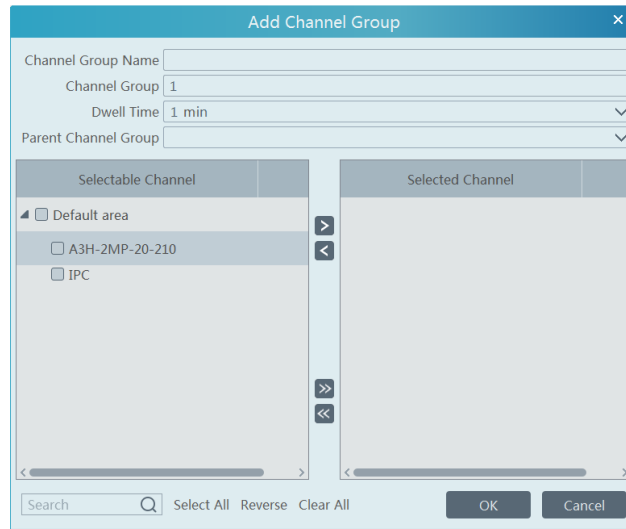 Add Channel Group
Channel Group Name
Channel Group 1
Dwell Time 1 min
Parent Channel Group
Selectable Channel
Selected Channel
Default area
A3H-2MP-20-210
IPC
Search Select All Reverse Clear All OK Cancel